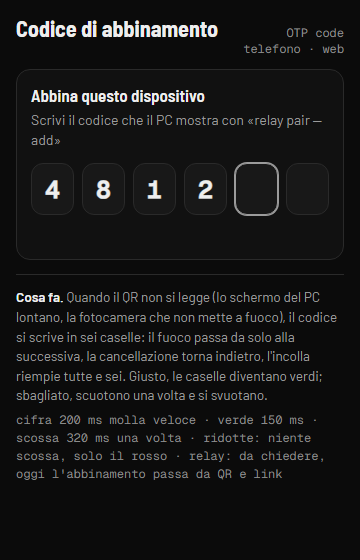 Codice di abbinamento
OTP code
telefono · web
Abbina questo dispositivo
Scrivi il codice che il PC mostra con «relay pair —
add»
4 8 1 2
Cosa fa. Quando il QR non si legge (lo schermo del PC
lontano, la fotocamera che non mette a fuoco), il codice
si scrive in sei caselle: il fuoco passa da solo alla
successiva, la cancellazione torna indietro, l'incolla
riempie tutte e sei. Giusto, le caselle diventano verdi;
sbagliato, scuotono una volta e si svuotano.
cifra 200 ms molla veloce · verde 150 ms ·
scossa 320 ms una volta · ridotte: niente
scossa, solo il rosso · relay: da chiedere,
oggi l'abbinamento passa da QR e link